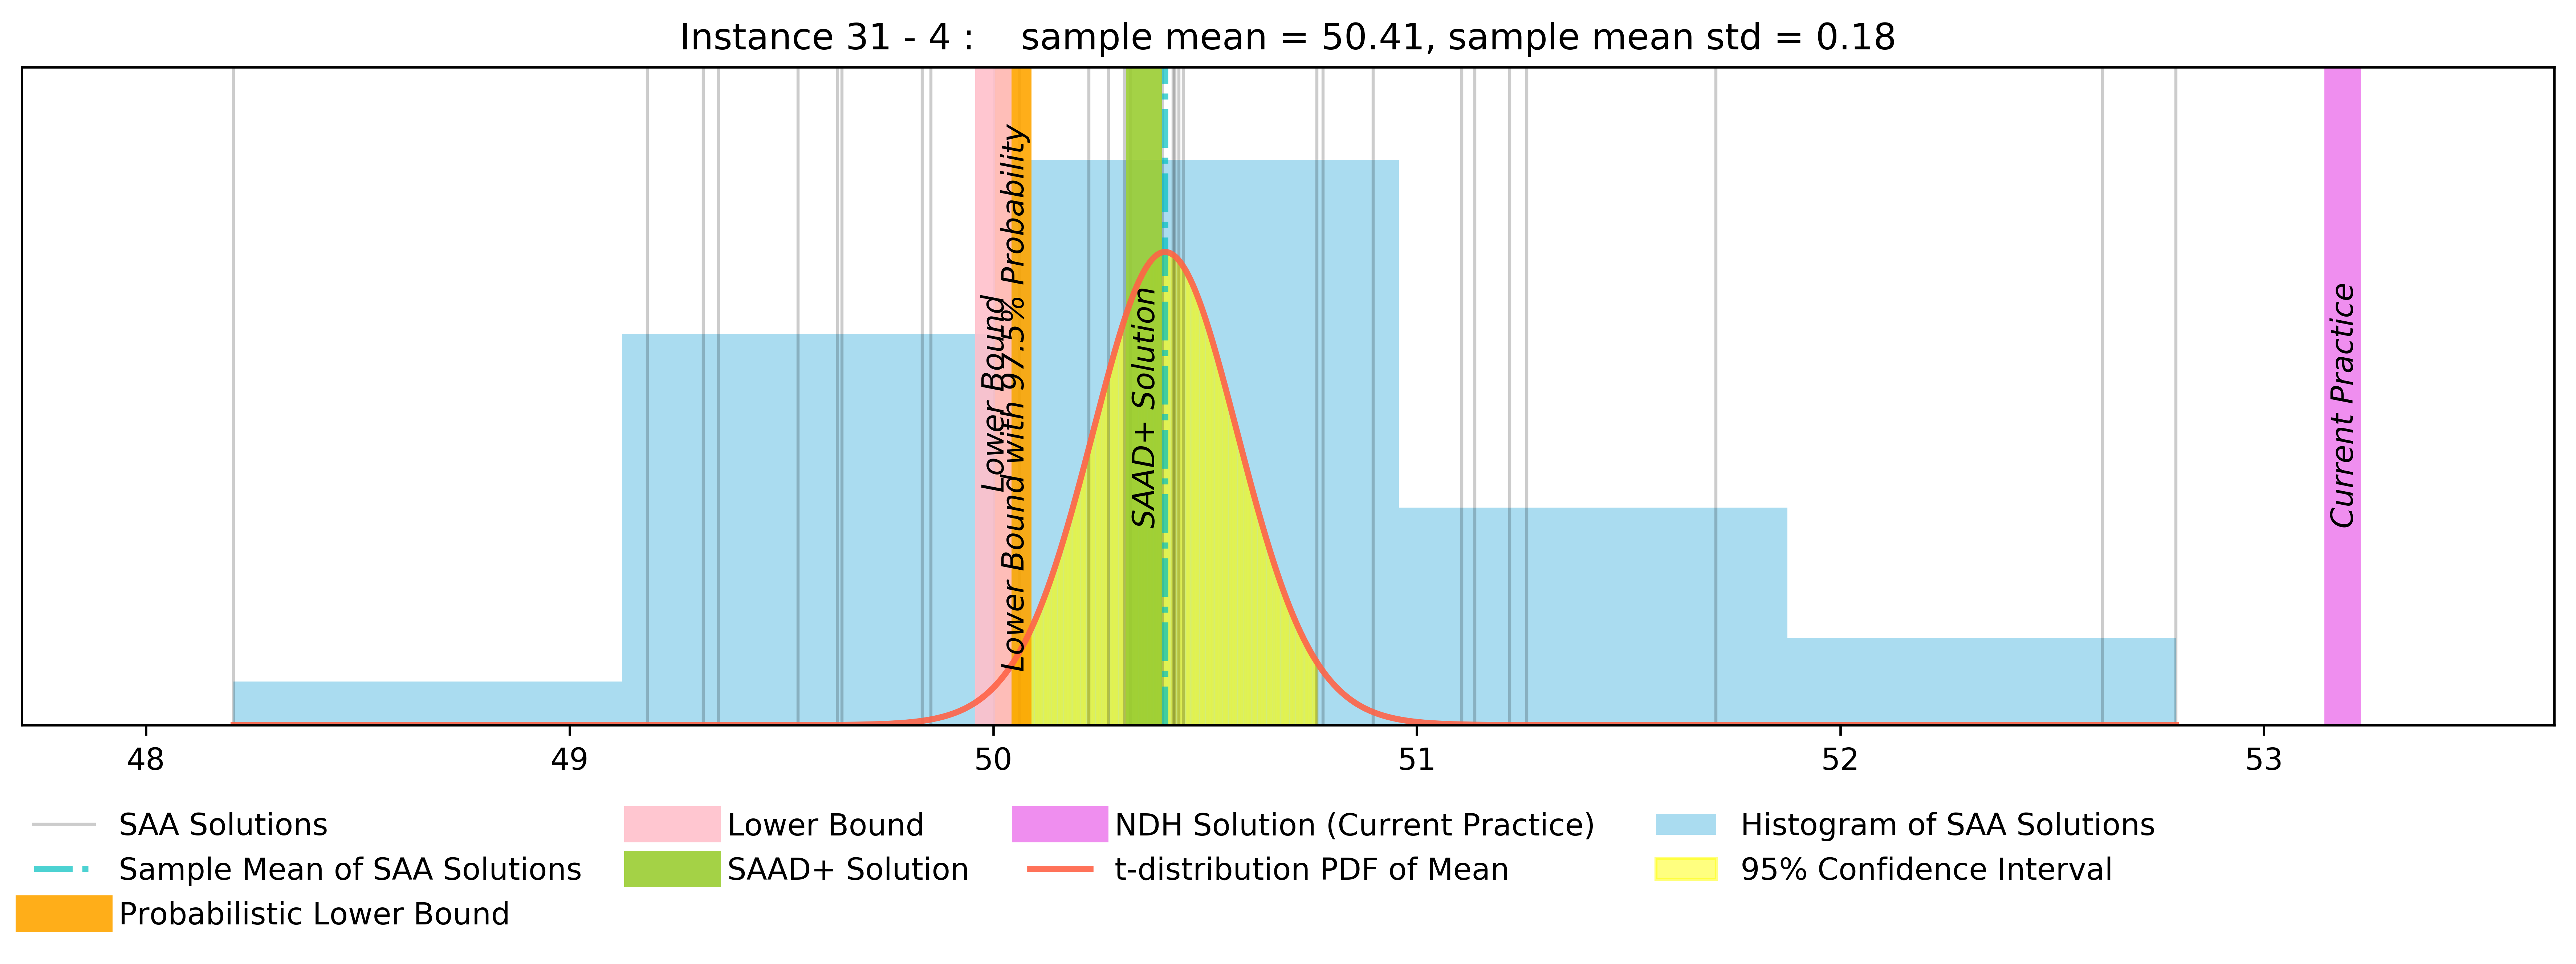 Instance 31 - 4 :    sample mean = 50.41, sample mean std = 0.18
Lower Bound
Lower Bound with 97.5% Probability
SAAD+ Solution
Current Practice
48 49 50 51 52 53
SAA Solutions
Sample Mean of SAA Solutions
Probabilistic Lower Bound
Lower Bound
SAAD+ Solution
NDH Solution (Current Practice)
t-distribution PDF of Mean
Histogram of SAA Solutions
95% Confidence Interval